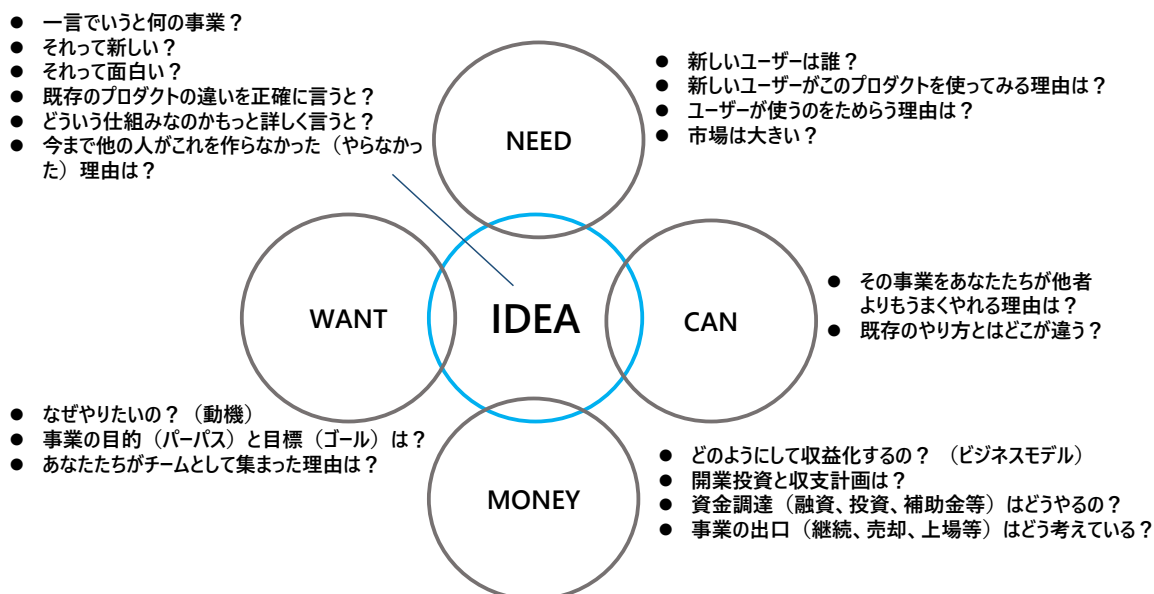 ● 一言でいうと何の事業？
● それって新しい？
● それって面白い？
● 既存のプロダクトの違いを正確に言うと？
● どういう仕組みなのかもっと詳しく言うと？
● 今まで他の人がこれを作らなかった（やらなかっ
た）理由は？
● 新しいユーザーは誰？
● 新しいユーザーがこのプロダクトを使ってみる理由は？
● ユーザーが使うのをためらう理由は？
● 市場は大きい？
NEED
WANT
IDEA
CAN
● その事業をあなたたちが他者
よりもうまくやれる理由は？
● 既存のやり方とはどこが違う？
● なぜやりたいの？（動機）
● 事業の目的（パーパス）と目標（ゴール）は？
● あなたたちがチームとして集まった理由は？
MONEY
● どのようにして収益化するの？（ビジネスモデル）
● 開業投資と収支計画は？
● 資金調達（融資、投資、補助金等）はどうやるの？
● 事業の出口（継続、売却、上場等）はどう考えている？